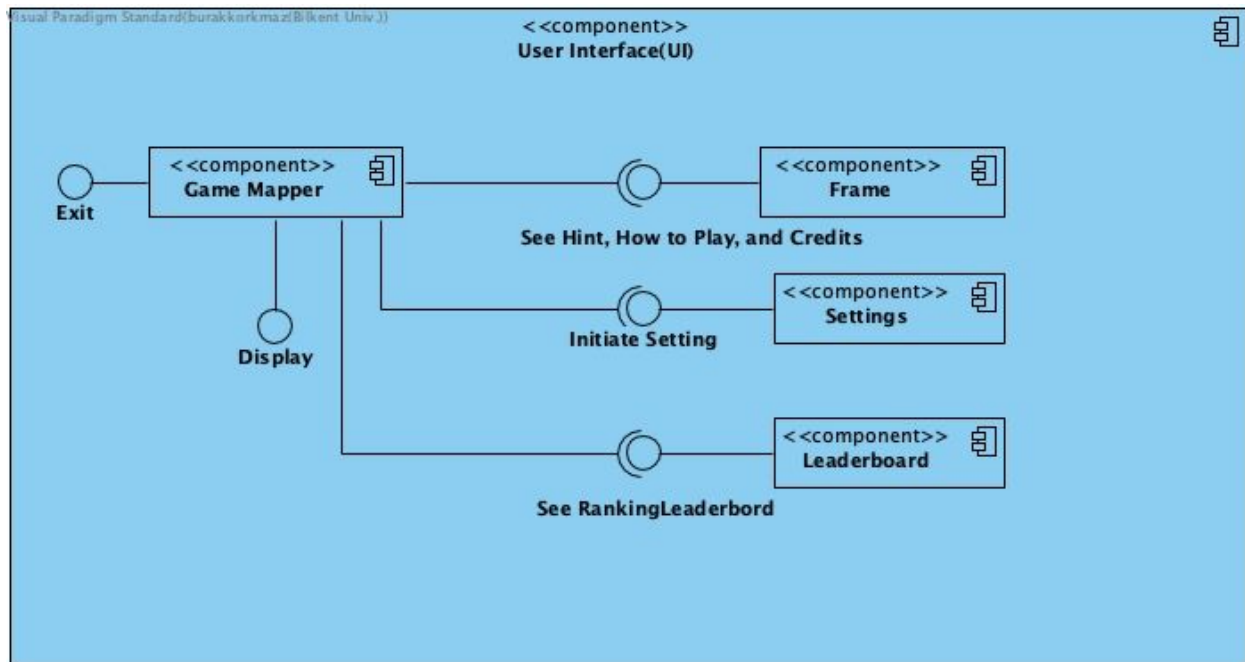 Visual Paradigm Standard(burakkorkmaz(Bilkent Univ.))
<<component>>
User Interface(UI)
<<component>>
Game Mapper
<<component>>
Frame
Exit
See Hint, How to Play, and Credits
<<component>>
Settings
Initiate Setting
Display
<<component>>
Leaderboard
See RankingLeaderbord